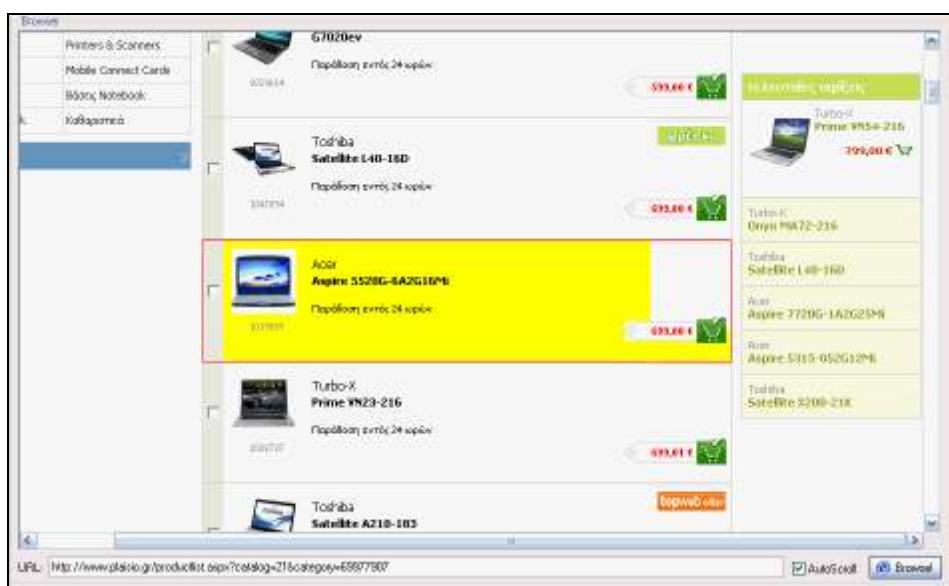 Browser
Printers & Scanners
Mobile Connect Cards
Βάσεις Notebook
Καθαριστικά
G7020ev
Παράδοση εντός 24 ωρών
599,00 €
Toshiba
Satellite L40-16D
Παράδοση εντός 24 ωρών
699,00 €
Acer
Aspire 5520G-6A2G16Mi
Παράδοση εντός 24 ωρών
699,00 €
Turbo-X
Prime VN23-216
Παράδοση εντός 24 ωρών
699,01 €
Toshiba
Satellite A210-183
topweb
Turbo-X
Prime VN54-216
799,00 €
Turbo-X
Onyx MA72-216
Toshiba
Satellite L40-16D
Acer
Aspire 7720G-1A2G25Mi
Acer
Aspire 5315-052G12Mi
Toshiba
Satellite X200-21X
URL: http://www.plaisio.gr/productlist.aspx?catalog=21&category=69977907
AutoScroll
Browse!